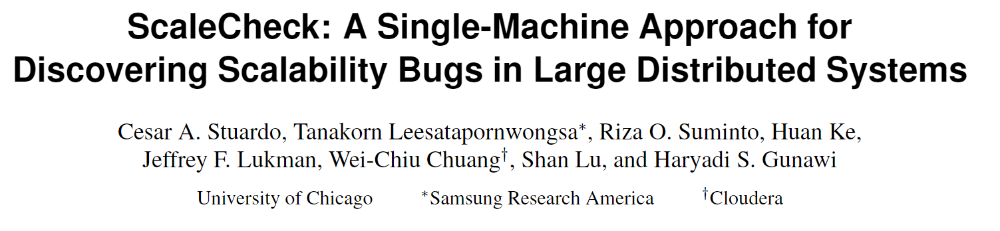 ScaleCheck: A Single-Machine Approach for
Discovering Scalability Bugs in Large Distributed Systems
Cesar A. Stuardo, Tanakorn Leesatapornwongsa*, Riza O. Suminto, Huan Ke,
Jeffrey F. Lukman, Wei-Chiu Chuang†, Shan Lu, and Haryadi S. Gunawi
University of Chicago *Samsung Research America †Cloudera